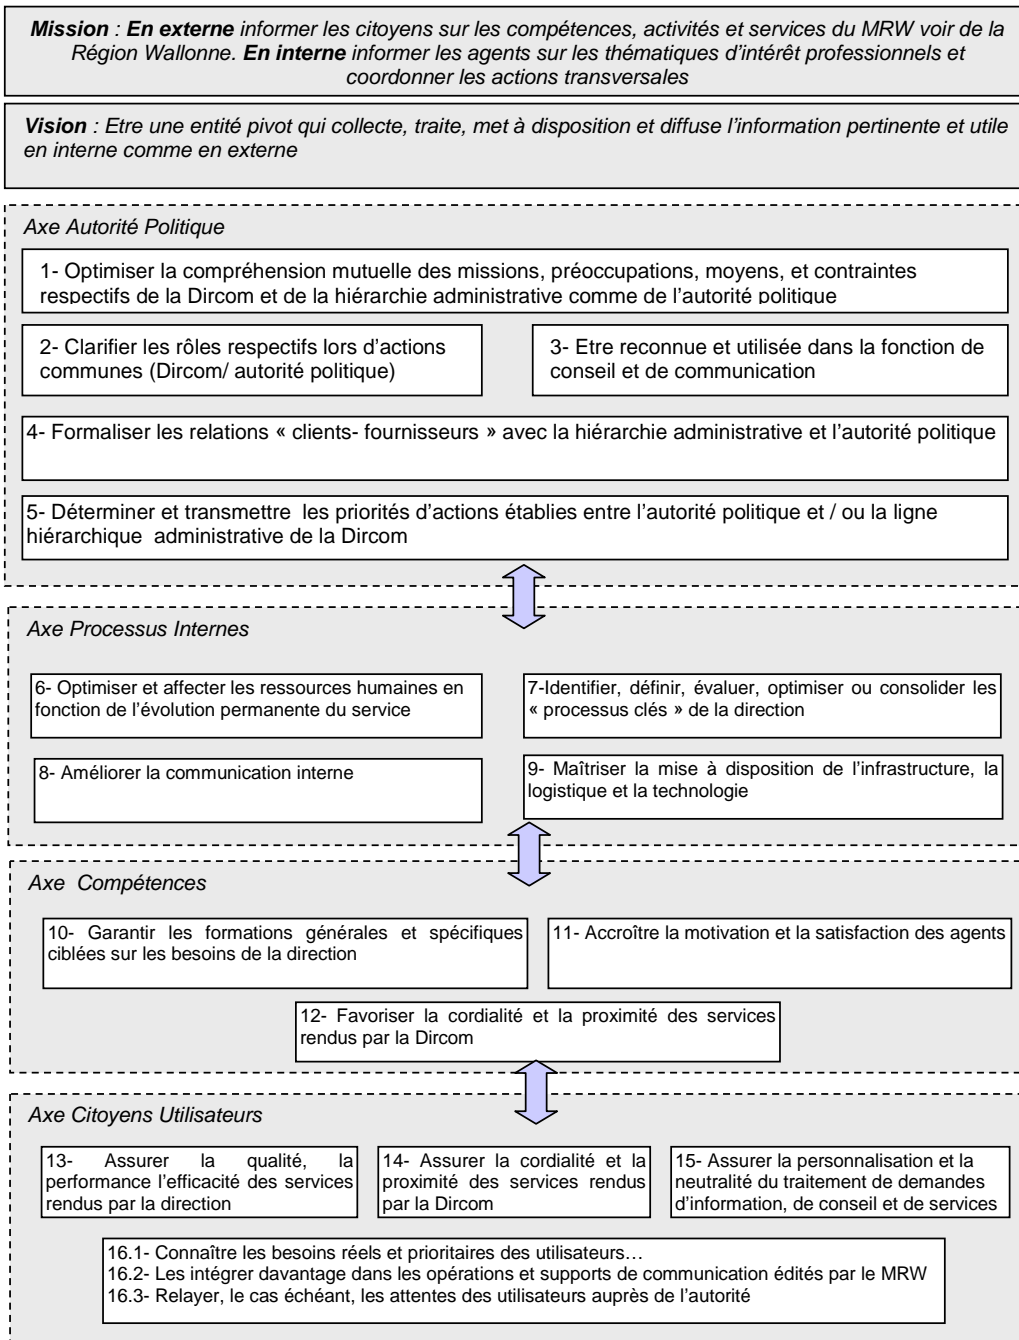 Mission : En externe informer les citoyens sur les compétences, activités et services du MRW voir de la
Région Wallonne. En interne informer les agents sur les thématiques d'intérêt professionnels et
coordonner les actions transversales
Vision : Etre une entité pivot qui collecte, traite, met à disposition et diffuse l'information pertinente et utile
en interne comme en externe
Axe Autorité Politique
1- Optimiser la compréhension mutuelle des missions, préoccupations, moyens, et contraintes
respectifs de la Dircom et de la hiérarchie administrative comme de l'autorité politique
2- Clarifier les rôles respectifs lors d'actions
communes (Dircom/ autorité politique)
3- Etre reconnue et utilisée dans la fonction de
conseil et de communication
4- Formaliser les relations « clients- fournisseurs » avec la hiérarchie administrative et l'autorité politique
5- Déterminer et transmettre les priorités d'actions établies entre l'autorité politique et / ou la ligne
hiérarchique administrative de la Dircom
Axe Processus Internes
6- Optimiser et affecter les ressources humaines en
fonction de l'évolution permanente du service
7-Identifier, définir, évaluer, optimiser ou consolider les
« processus clés » de la direction
8- Améliorer la communication interne
9- Maîtriser la mise à disposition de l'infrastructure, la
logistique et la technologie
Axe Compétences
10- Garantir les formations générales et spécifiques
ciblées sur les besoins de la direction
11- Accroître la motivation et la satisfaction des agents
12- Favoriser la cordialité et la proximité des services
rendus par la Dircom
Axe Citoyens Utilisateurs
13- Assurer la qualité, la
performance l'efficacité des services
rendus par la direction
14- Assurer la cordialité et la
proximité des services rendus
par la Dircom
15- Assurer la personnalisation et la
neutralité du traitement de demandes
d'information, de conseil et de services
16.1- Connaître les besoins réels et prioritaires des utilisateurs…
16.2- Les intégrer davantage dans les opérations et supports de communication édités par le MRW
16.3- Relayer, le cas échéant, les attentes des utilisateurs auprès de l'autorité